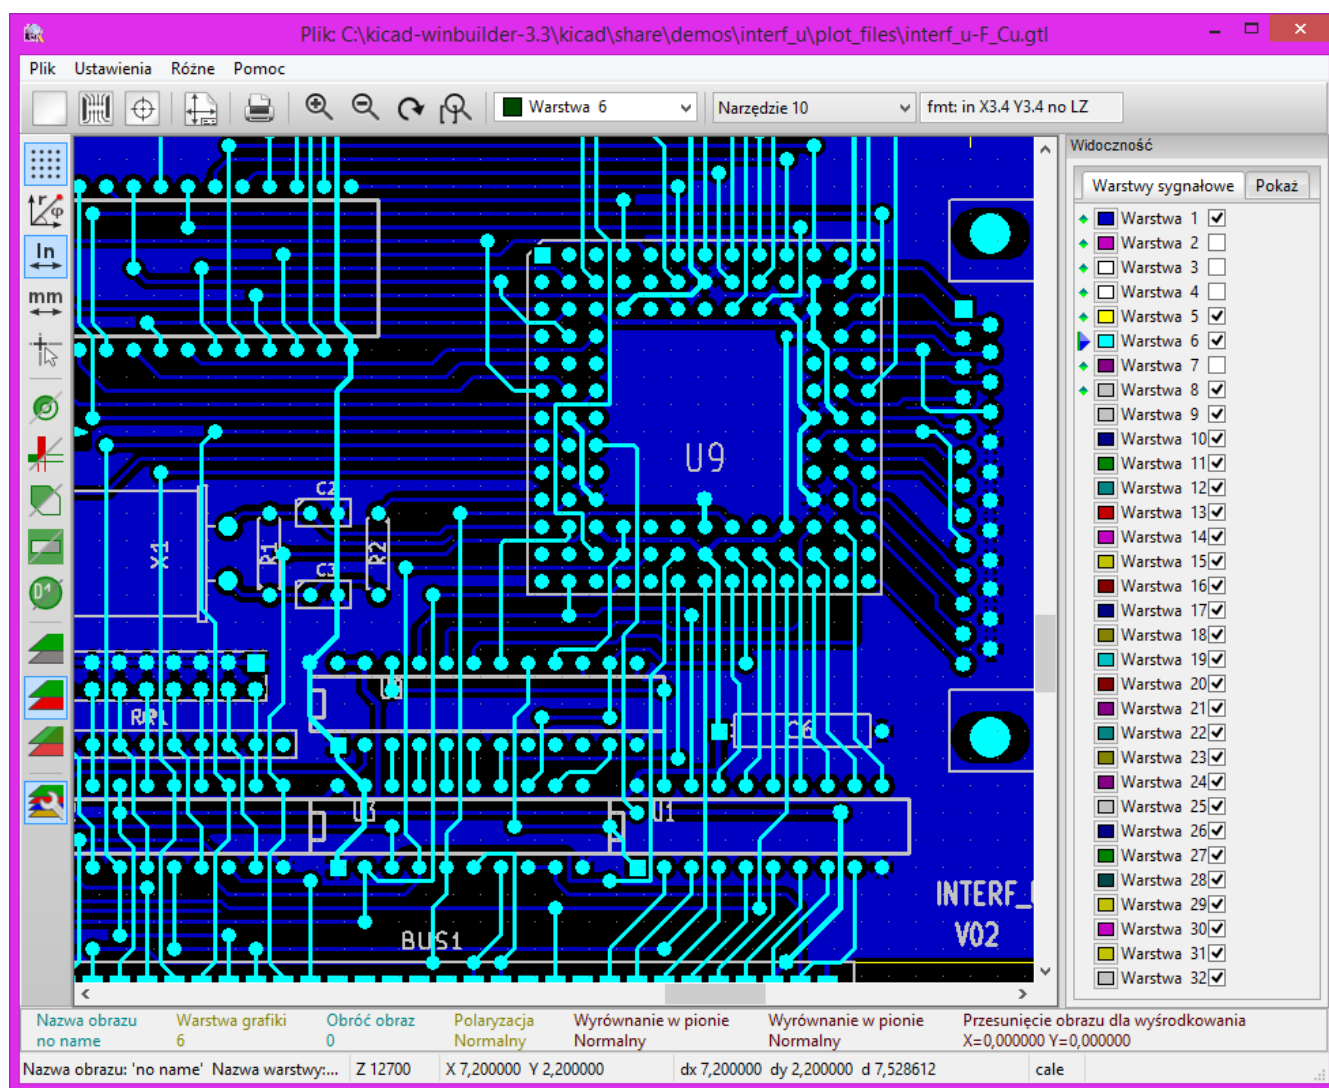 Plik: C:\kicad-winbuilder-3.3\kicad\share\demos\interf_u\plot_files\interf_u-F_Cu.gtl
Plik Ustawienia Różne Pomoc
Warstwa 6 Narzędzie 10 fmt: in X3.4 Y3.4 no LZ
Widoczność
Warstwy sygnałowe Pokaż
r φ
In
mm
D1
Warstwa 1
Warstwa 2
Warstwa 3
Warstwa 4
Warstwa 5
Warstwa 6
Warstwa 7
Warstwa 8
Warstwa 9
Warstwa 10
Warstwa 11
Warstwa 12
Warstwa 13
Warstwa 14
Warstwa 15
Warstwa 16
Warstwa 17
Warstwa 18
Warstwa 19
Warstwa 20
Warstwa 21
Warstwa 22
Warstwa 23
Warstwa 24
Warstwa 25
Warstwa 26
Warstwa 27
Warstwa 28
Warstwa 29
Warstwa 30
Warstwa 31
Warstwa 32
U9
C2
X1 R1 R2
C3
C6
U3 U1
INTERF_
V02
BUS1
Nazwa obrazu Warstwa grafiki Obróć obraz Polaryzacja Wyrównanie w pionie Wyrównanie w pionie Przesunięcie obrazu dla wyśrodkowania
no name 6 0 Normalny Normalny Normalny X=0,000000 Y=0,000000
Nazwa obrazu: 'no name' Nazwa warstwy:... Z 12700 X 7,200000 Y 2,200000 dx 7,200000 dy 2,200000 d 7,528612 cale